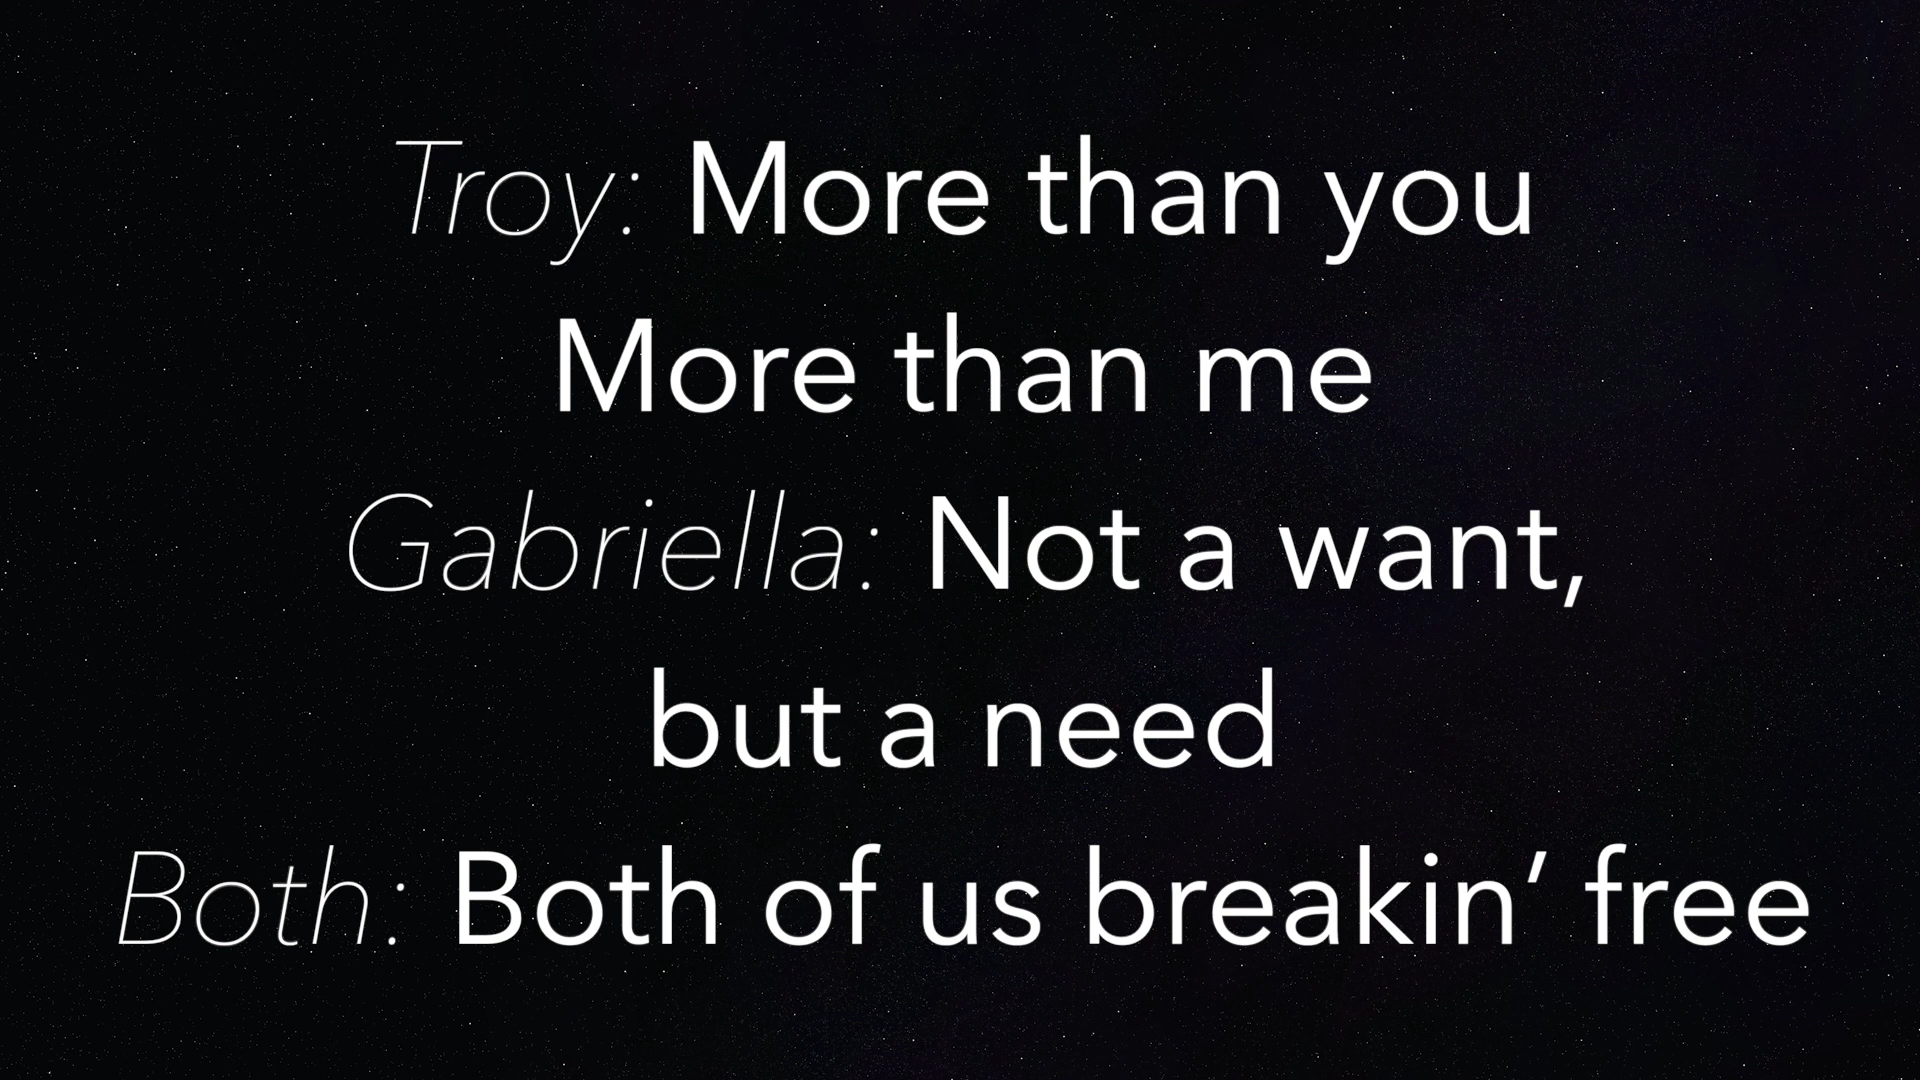 Troy: More than you
More than me
Gabriella: Not a want,
but a need
Both: Both of us breakin’ free